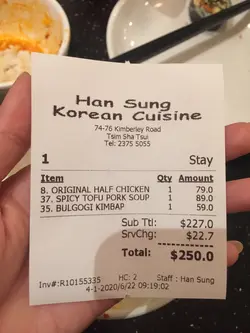 Han Sung
Korean Cuisine
74-76 Kimberley Road
Tsim Sha Tsui
Tel: 2375 5055
1 Stay
Item Qty Amount
8. ORIGINAL HALF CHICKEN 1 79.0
37. SPICY TOFU PORK SOUP 1 89.0
35. BULGOGI KIMBAP 1 59.0
Sub Ttl: $227.0
SrvChg: $22.7
Total: $250.0
Inv#:R10155335 HC: 2 Staff : Han Sung
4-1-2020/6/22 09:19:02